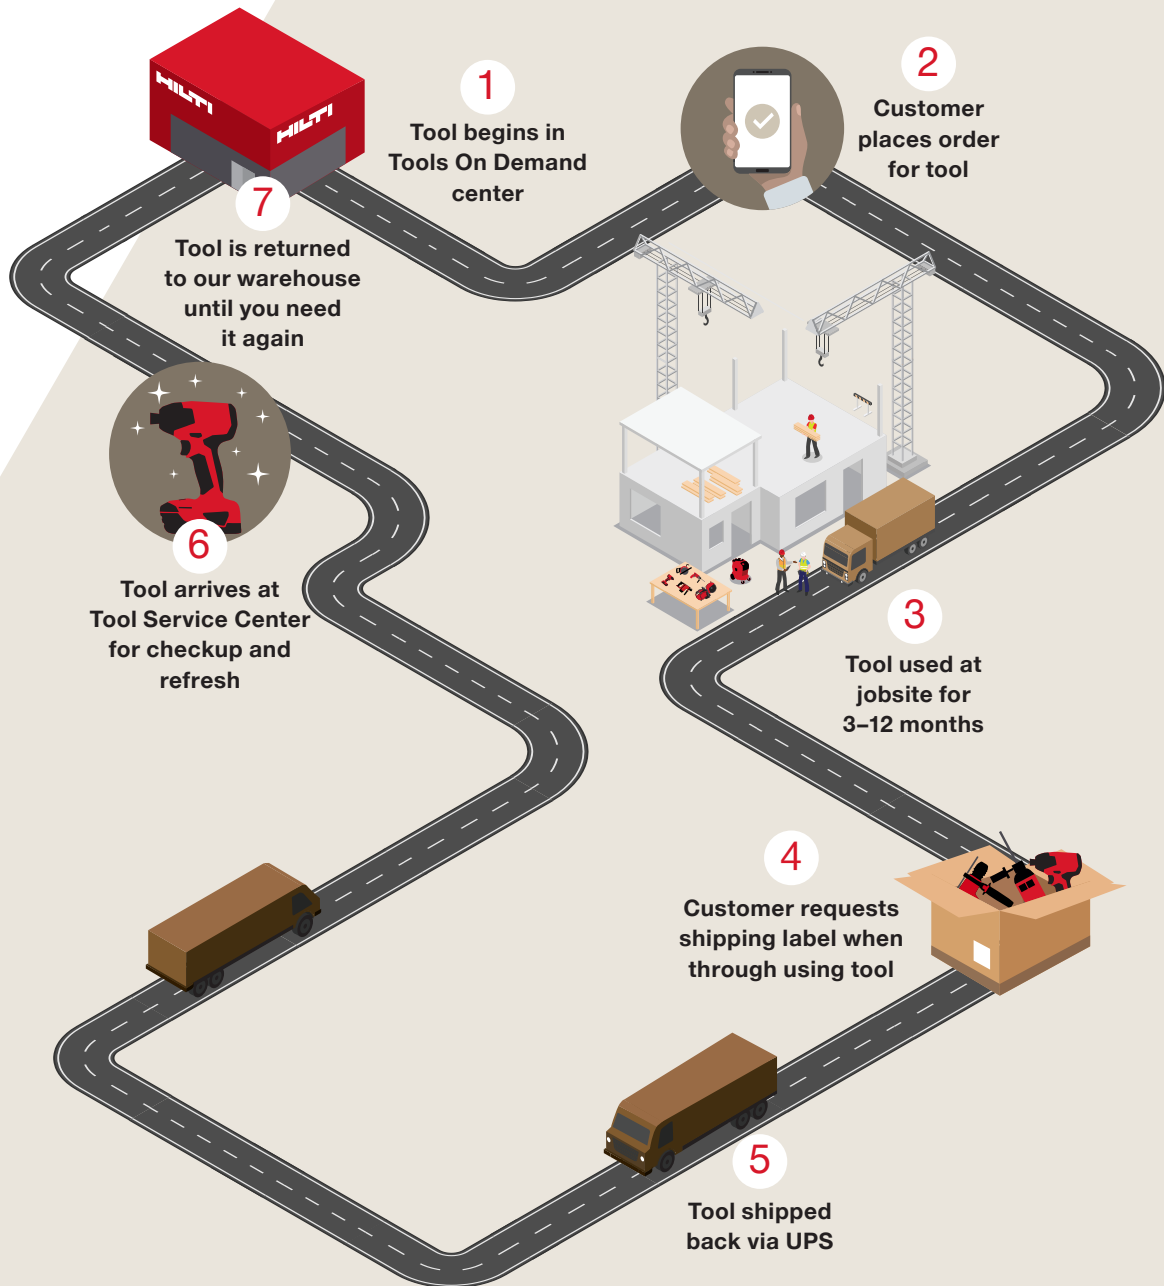 HILTI
HILTI
1
Tool begins in
Tools On Demand
center
2
Customer
places order
for tool
3
Tool used at
jobsite for
3–12 months
4
Customer requests
shipping label when
through using tool
5
Tool shipped
back via UPS
6
Tool arrives at
Tool Service Center
for checkup and
refresh
7
Tool is returned
to our warehouse
until you need
it again